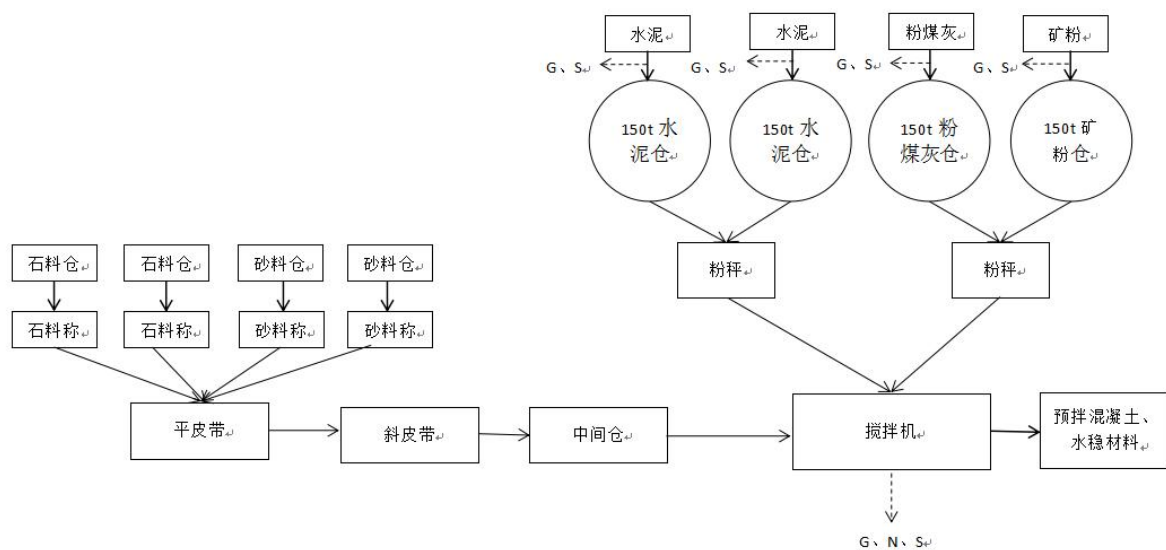 水泥
水泥
粉煤灰
矿粉
G、S
G、S
G、S
G、S
150t 水
泥仓
150t 水
泥仓
150t 粉
煤灰仓
150t 矿
粉仓
粉秤
粉秤
石料仓
石料仓
砂料仓
砂料仓
石料称
石料称
砂料称
砂料称
平皮带
斜皮带
中间仓
搅拌机
预拌混凝土、
水稳材料
G、N、S